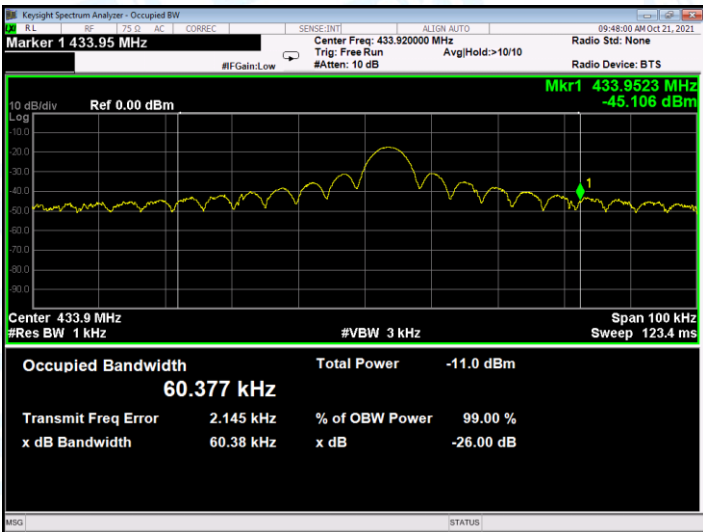 Keysight Spectrum Analyzer - Occupied BW
RL RF 75 Ω AC CORREC SENSE:INT ALIGN AUTO 09:48:00 AM Oct 21, 2021
Marker 1 433.95 MHz Center Freq: 433.920000 MHz Radio Std: None
Trig: Free Run Avg|Hold:>10/10
#IFGain:Low #Atten: 10 dB Radio Device: BTS
Mkr1 433.9523 MHz
10 dB/div Ref 0.00 dBm -45.106 dBm
Log
-10.0
-20.0
-30.0
1
-40.0
-50.0
-60.0
-70.0
-80.0
-90.0
Center 433.9 MHz Span 100 kHz
#Res BW 1 kHz #VBW 3 kHz Sweep 123.4 ms
Occupied Bandwidth Total Power -11.0 dBm
60.377 kHz
Transmit Freq Error 2.145 kHz % of OBW Power 99.00 %
x dB Bandwidth 60.38 kHz x dB -26.00 dB
MSG STATUS